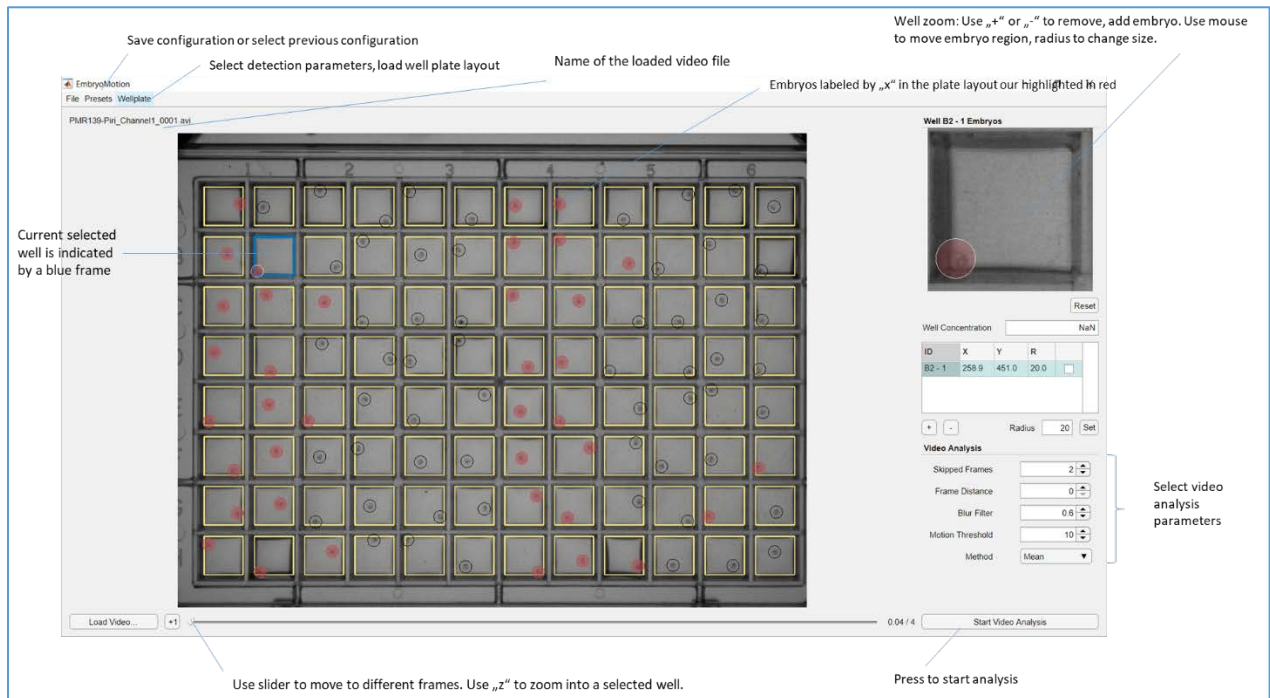 Well zoom: Use „+“ or „-“ to remove, add embryo. Use mouse
to move embryo region, radius to change size.
Save configuration or select previous configuration
Select detection parameters, load well plate layout
Name of the loaded video file
EmbryoMotion
Embryos labeled by „x“ in the plate layout our highlighted in red
File Presets Wellplate
PMR139-Piri_Channel1_0001.avi
Well B2 - 1 Embryos
1 2 3 4 5 6
Current selected
well is indicated
by a blue frame
Reset
Well Concentration NaN
ID X Y R
B2 - 1 258.9 451.0 20.0
+ - Radius 20 Set
Video Analysis
Skipped Frames 2
Frame Distance 0
Blur Filter 0.6
Motion Threshold 10
Method Mean
Select video
analysis
parameters
Load Video... +1 0.04 / 4 Start Video Analysis
Use slider to move to different frames. Use „z“ to zoom into a selected well.
Press to start analysis